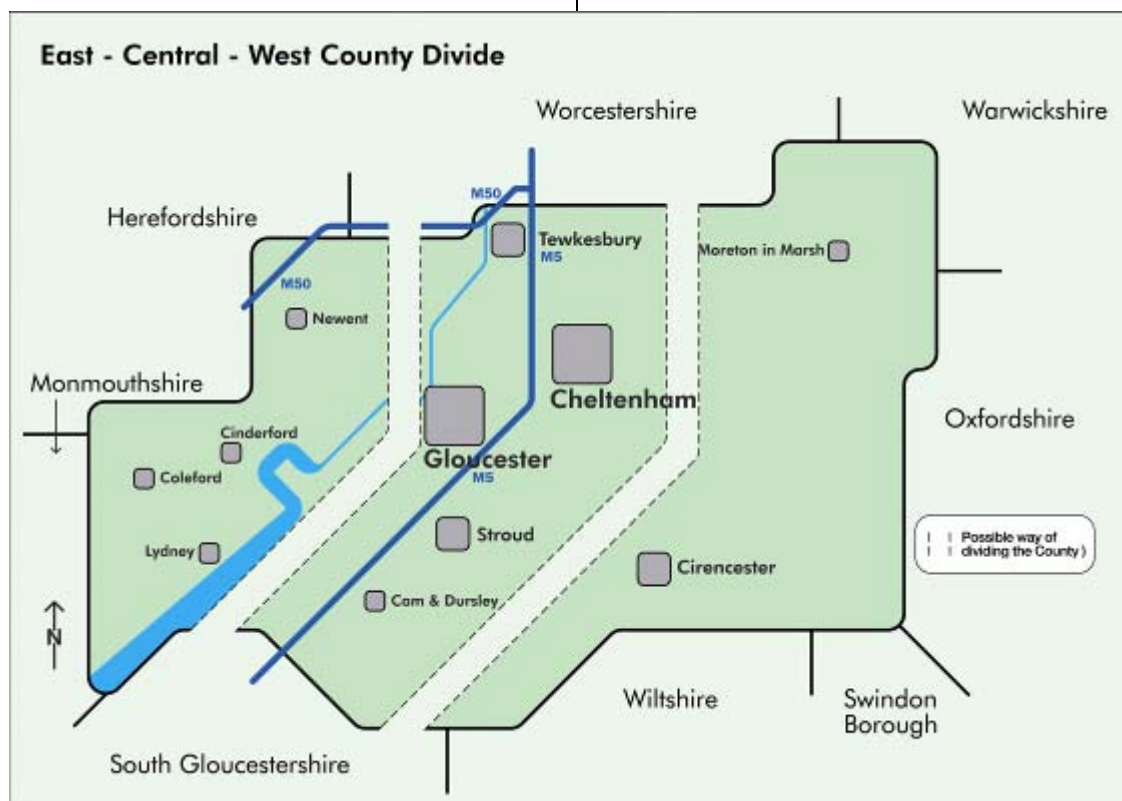 East - Central - West County Divide
Worcestershire
Warwickshire
Herefordshire
M50
Tewkesbury
M5
Moreton in Marsh
M50
Newent
Monmouthshire
Cheltenham
Oxfordshire
Cinderford
Gloucester
Coleford
M5
Stroud
Possible way of
dividing the County)
Lydney
Cirencester
Cam & Dursley
N
Wiltshire
Swindon
Borough
South Gloucestershire